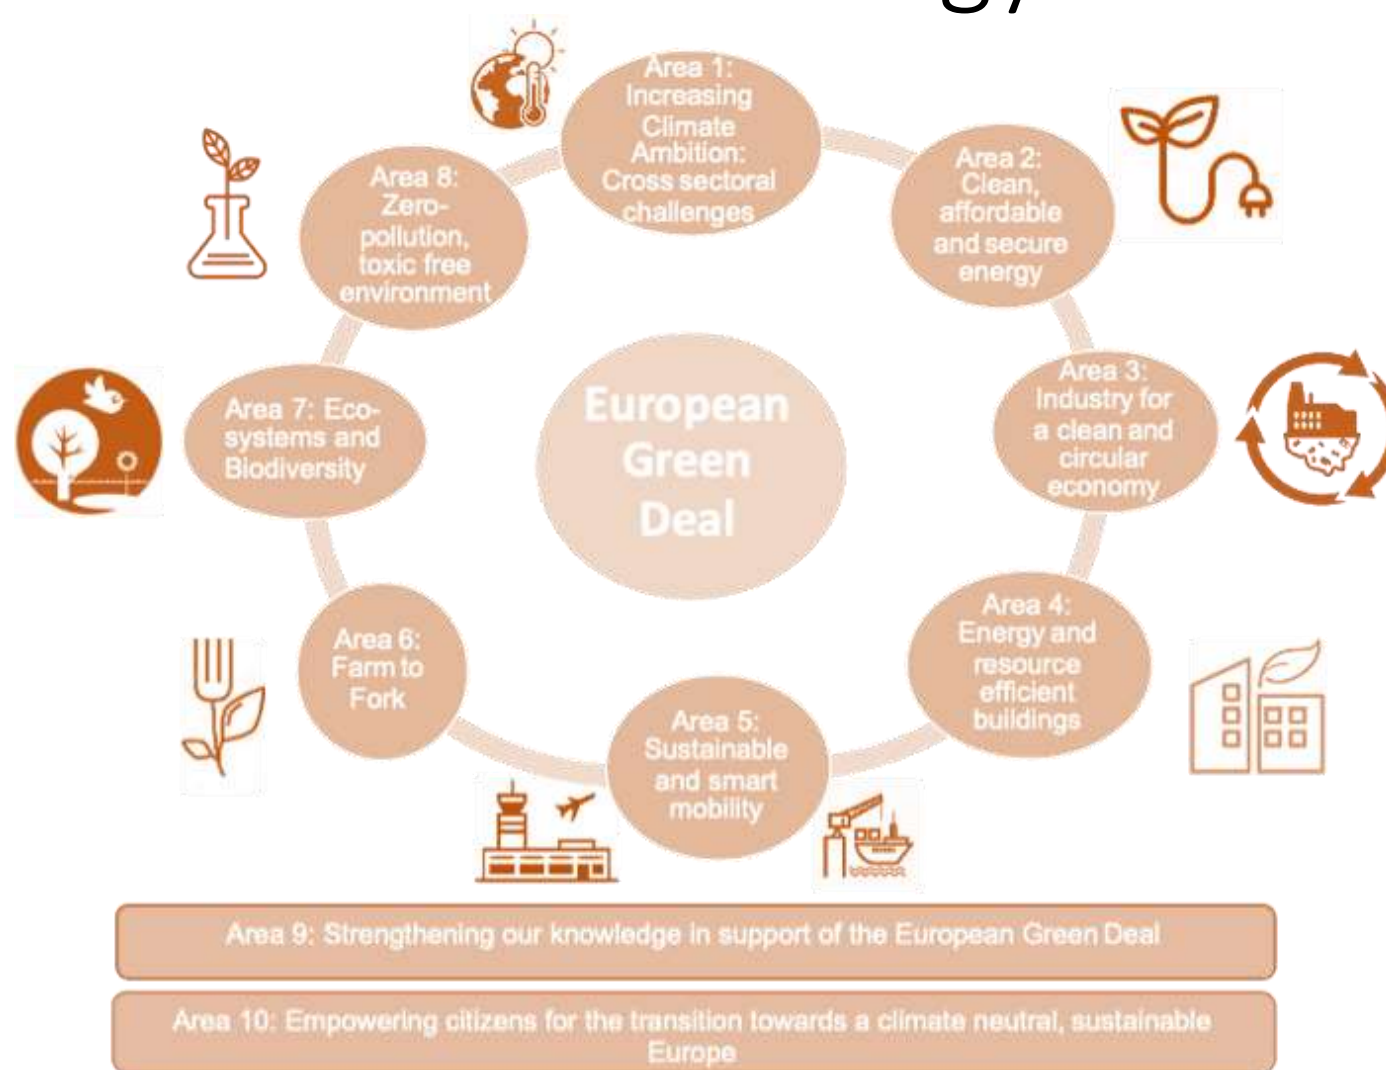 gy
Area 1:
Increasing
Climate
Ambition:
Cross sectoral
challenges
Area 2:
Clean,
affordable
and secure
energy
Area 3:
Industry for
a clean and
circular
economy
Area 4:
Energy and
resource
efficient
buildings
Area 5:
Sustainable
and smart
mobility
Area 6:
Farm to
Fork
Area 7: Eco-
systems and
Biodiversity
Area 8:
Zero-
pollution,
toxic free
environment
European
Green
Deal
Area 9: Strengthening our knowledge in support of the European Green Deal
Area 10: Empowering citizens for the transition towards a climate neutral, sustainable
Europe